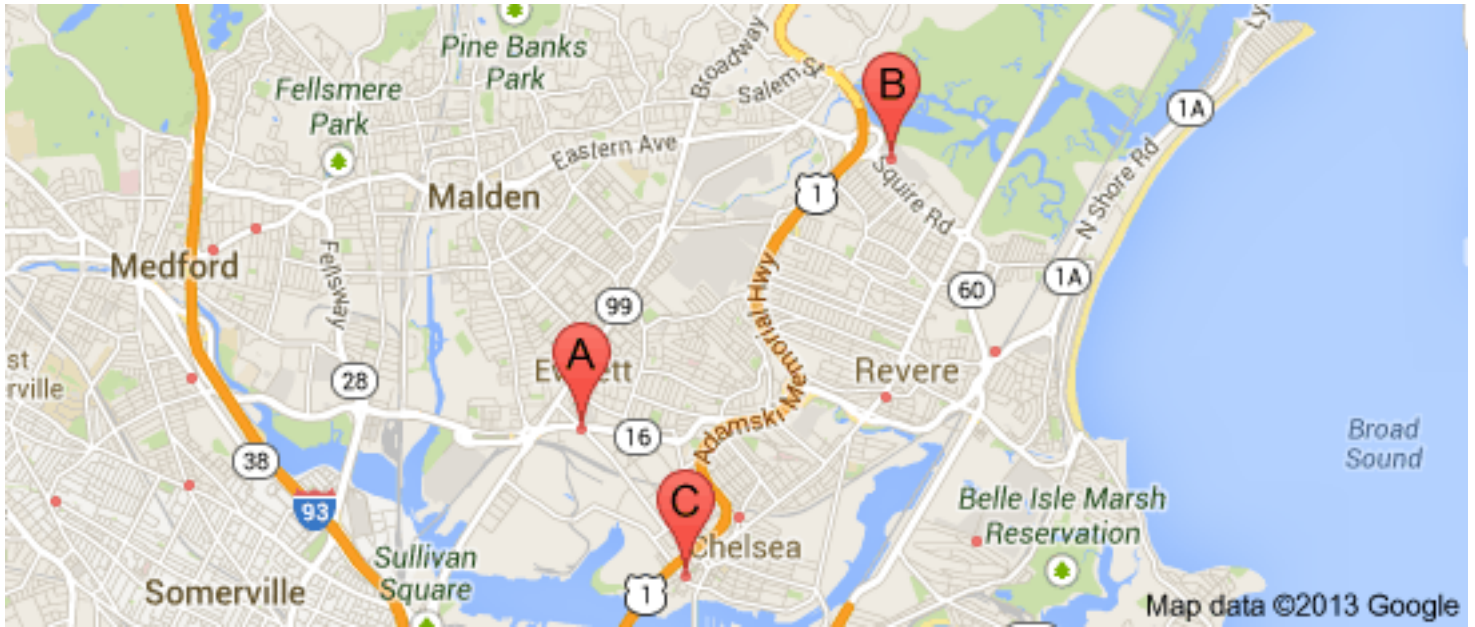 Pine Banks
Park
Broadway
Salem St
B
1A
Fellsmere
Park
Eastern Ave
Squire Rd
N Shore Rd
Malden
1
Medford
Fellsway
99
60
1A
A
Adamski Memorial Hwy
Revere
28
16
38
Broad
Sound
C
93
Belle Isle Marsh
Reservation
Chelsea
Sullivan
Square
Somerville
1
Map data ©2013 Google